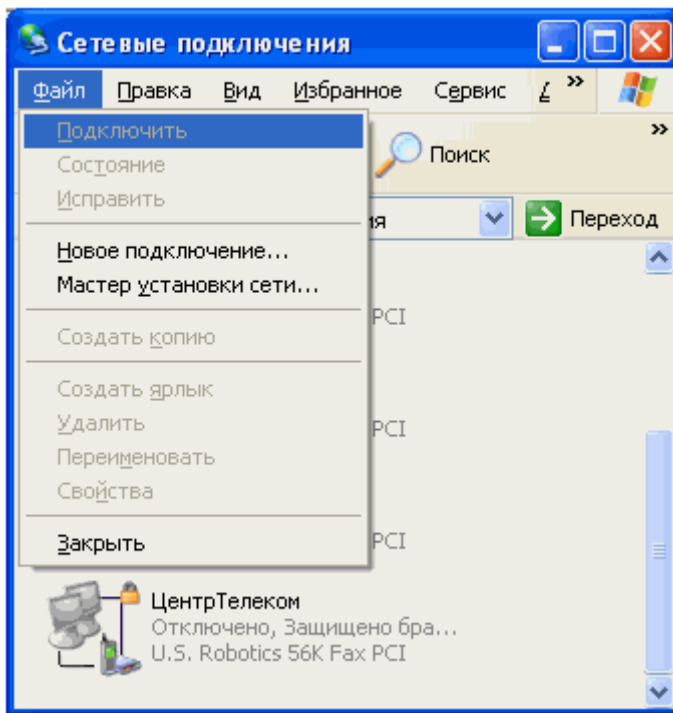 Сетевые подключения
Файл Правка Вид Избранное Сервис »
Подключить
Состояние
Исправить
Новое подключение...
Мастер установки сети...
Создать копию
Создать ярлык
Удалить
Переименовать
Свойства
Закрыть
Поиск »
ия Переход
PCI
PCI
PCI
ЦентрТелеком
Отключено, Защищено бра...
U.S. Robotics 56K Fax PCI